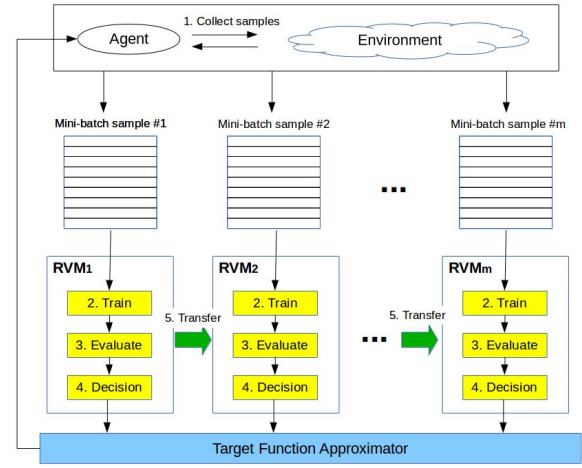 1. Collect samples
Agent
Environment
Mini-batch sample #1
Mini-batch sample #2
Mini-batch sample #m
...
RVM1
RVM2
RVMm
2. Train
2. Train
2. Train
5. Transfer
5. Transfer
3. Evaluate
3. Evaluate
...
3. Evaluate
4. Decision
4. Decision
4. Decision
Target Function Approximator